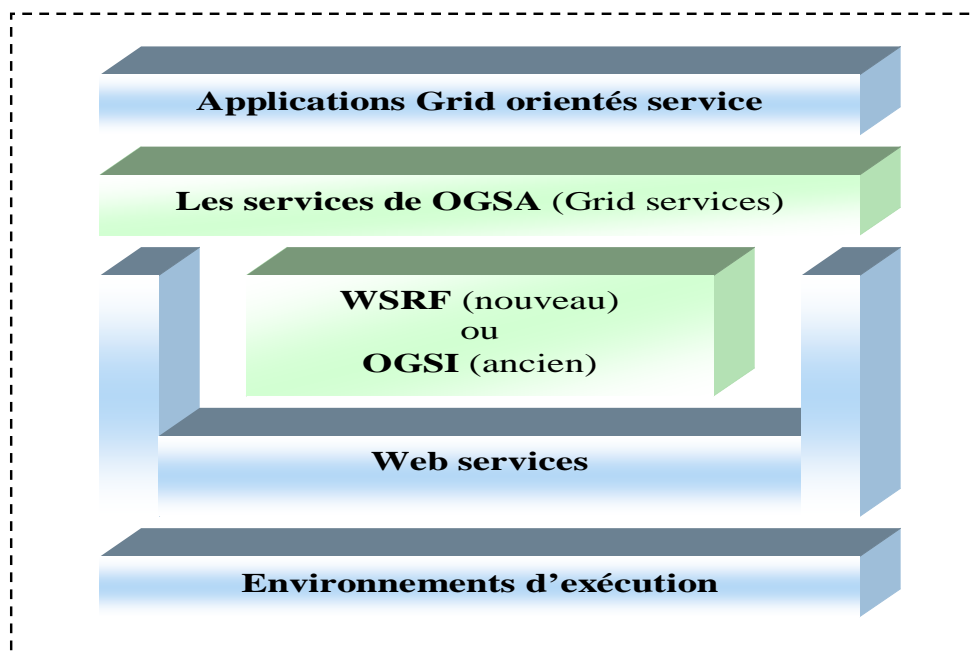 Applications Grid orientés service
Les services de OGSA (Grid services)
WSRF (nouveau)
ou
OGSI (ancien)
Web services
Environnements d’exécution